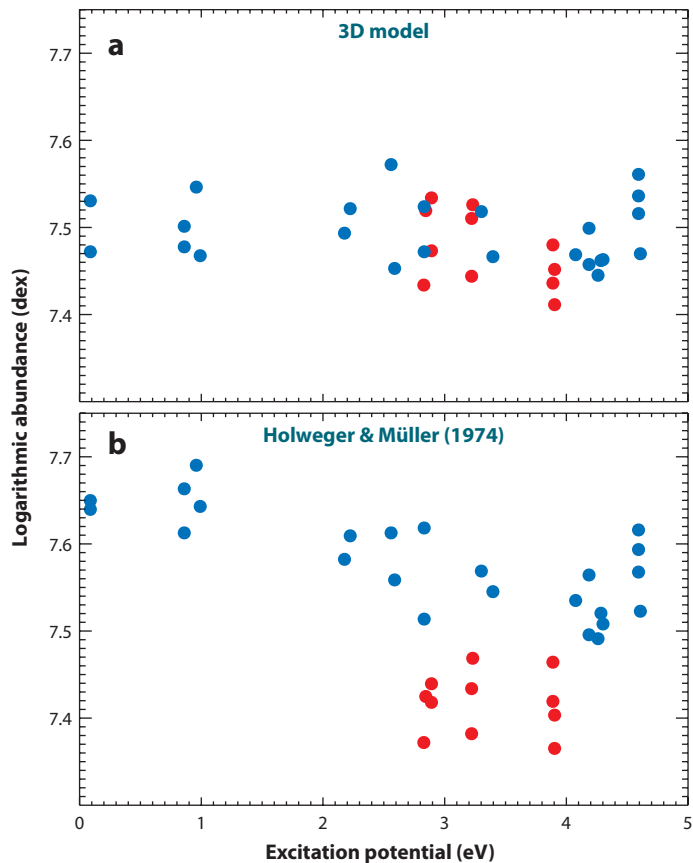 a
3D model
7.7
7.6
7.5
7.4
b
Holweger & Müller (1974)
7.7
7.6
7.5
7.4
Logarithmic abundance (dex)
0 1 2 3 4 5
Excitation potential (eV)